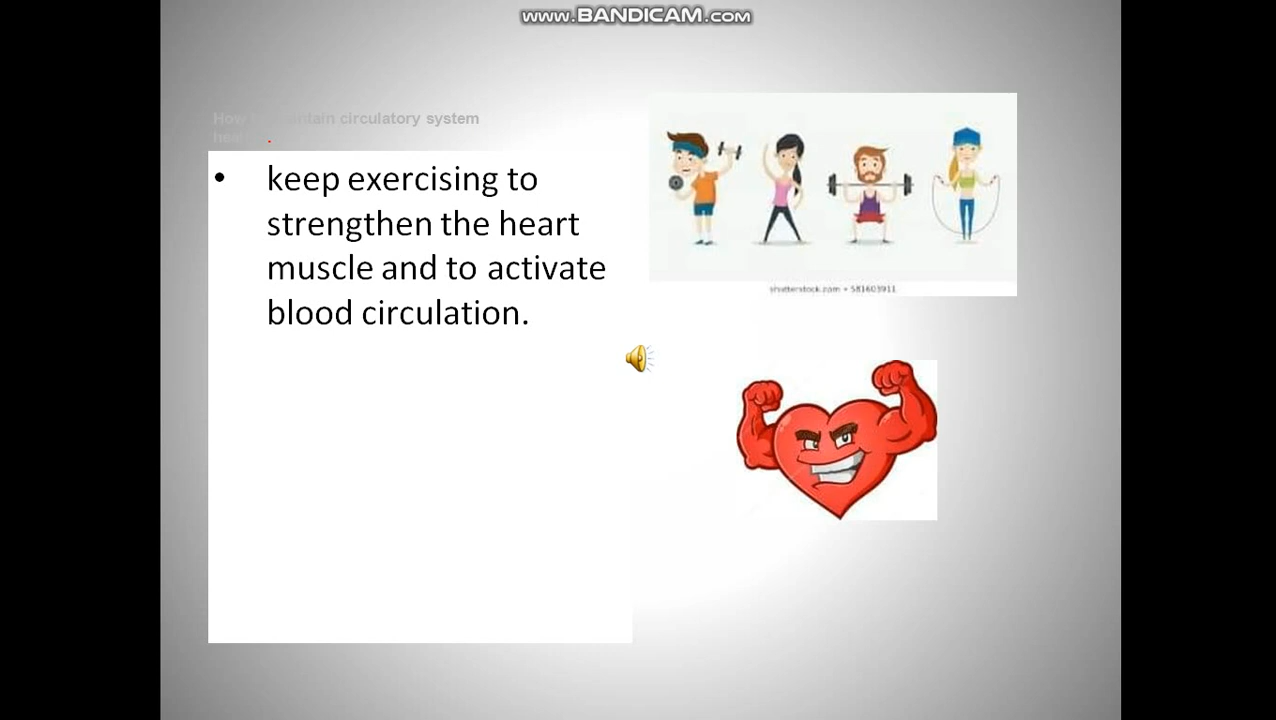 www.BANDICAM.com
How circulatory system
.
• keep exercising to
strengthen the heart
muscle and to activate
blood circulation.
shutterstock.com • 581603911